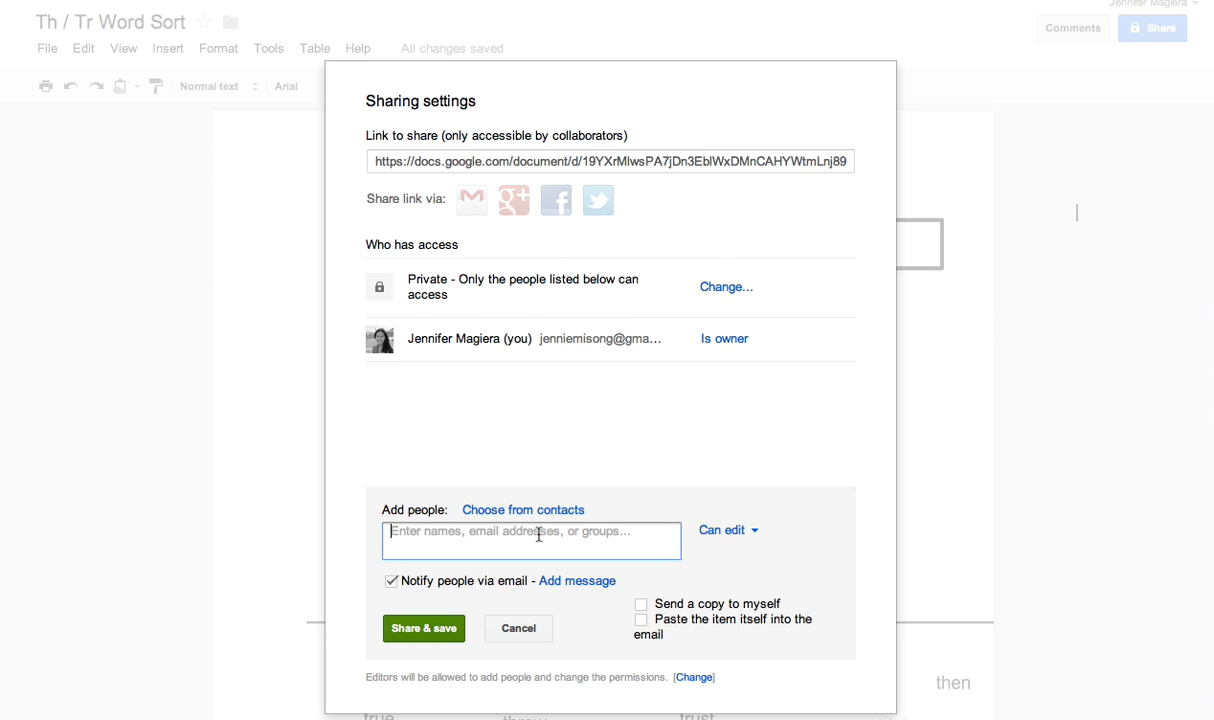 Jennifer Magiera
Th / Tr Word Sort
Comments
Share
File Edit View Insert Format Tools Table Help All changes saved
Normal text Arial
Sharing settings
Link to share (only accessible by collaborators)
https://docs.google.com/document/d/19YXrMlwsPA7jDn3EblWxDMnCAHYWtmLnj89
Share link via:
Who has access
Private - Only the people listed below can
access
Change...
Jennifer Magiera (you) jenniemisong@gma... Is owner
Add people: Choose from contacts
Enter names, email addresses, or groups...
Can edit
Notify people via email - Add message
Send a copy to myself
Paste the item itself into the
email
Share & save Cancel
Editors will be allowed to add people and change the permissions. [Change]
then
true throw trust